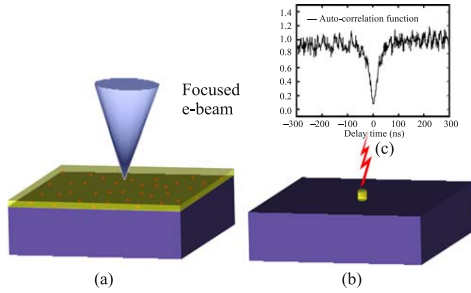 Focused
e-beam
Auto-correlation function
1.4
1.2
1.0
0.8
0.6
0.4
0.2
0.0
−300 −200 −100 0 100 200 300
Delay time (ns)
(c)
(a)
(b)